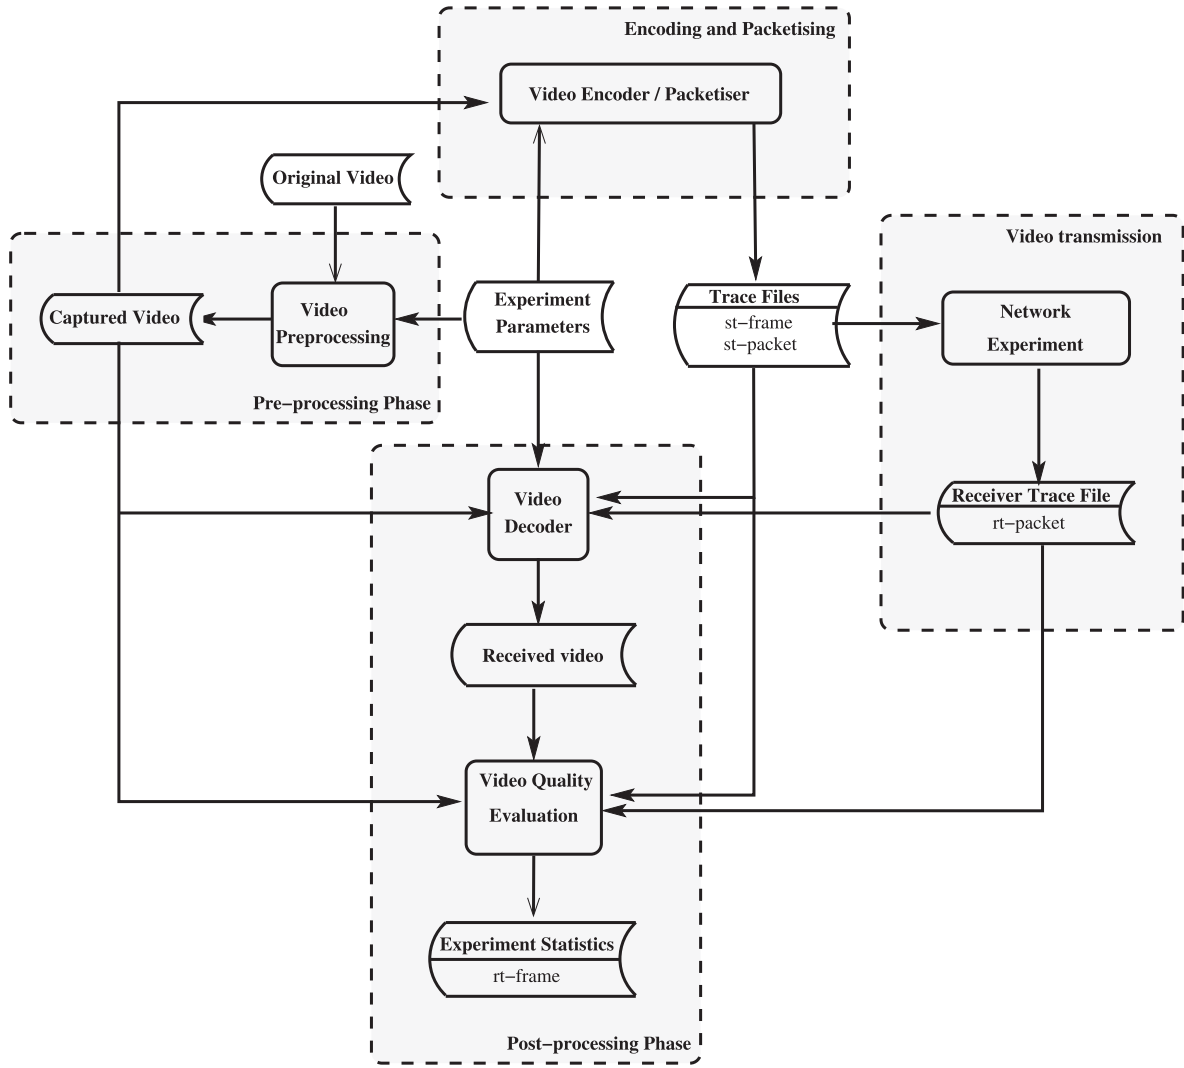 Encoding and Packetising
Video Encoder / Packetiser
Original Video
Video transmission
Captured Video
Video
Preprocessing
Experiment
Parameters
Trace Files
st−frame
st−packet
Network
Experiment
Pre−processing Phase
Video
Decoder
Receiver Trace File
rt−packet
Received video
Video Quality
Evaluation
Experiment Statistics
rt−frame
Post−processing Phase